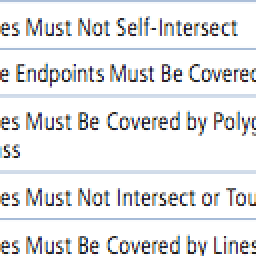 es Must Not Self-Intersect
e Endpoints Must Be Covered
es Must Be Covered by Polyg
ss
es Must Not Intersect or Tou
es Must Be Covered by Lines